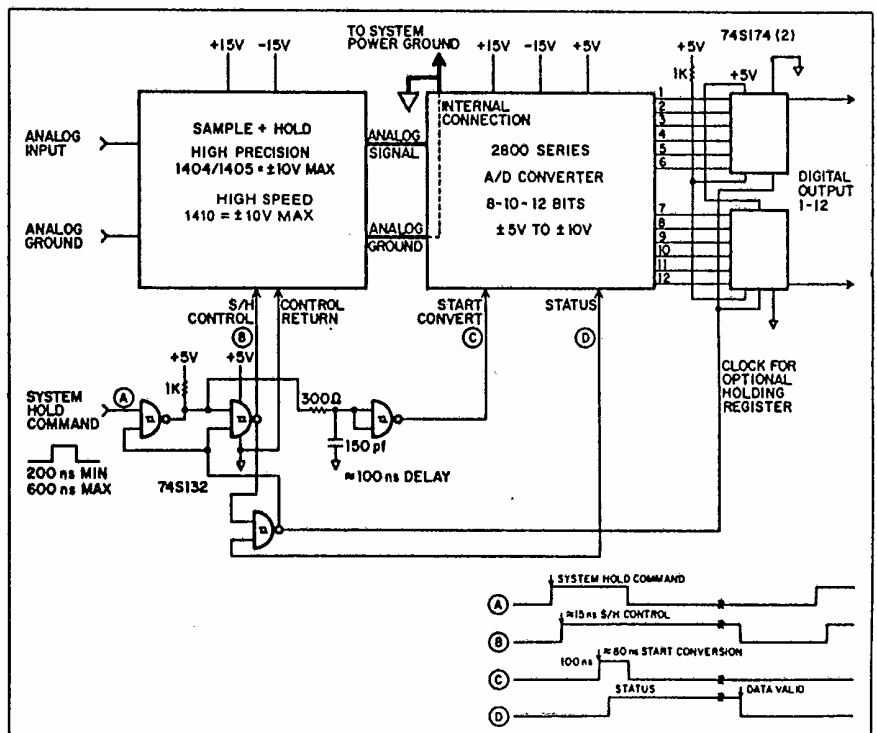 TO SYSTEM
POWER GROUND
74S174 (2)
+15V
-15V
+15V
-15V
+5V
+5V
1K
+5V
INTERNAL
CONNECTION
ANALOG
INPUT
SAMPLE + HOLD
HIGH PRECISION
1404/1405 = ±10V MAX
HIGH SPEED
1410 = ±10V MAX
ANALOG
SIGNAL
2800 SERIES
A/D CONVERTER
8-10-12 BITS
±5V TO ±10V
1
2
3
4
5
6
DIGITAL
OUTPUT
1-12
ANALOG
GROUND
ANALOG
GROUND
7
8
9
10
11
12
S/H
CONTROL
CONTROL
RETURN
START
CONVERT
STATUS
B
C
D
CLOCK FOR
OPTIONAL
HOLDING
REGISTER
SYSTEM
HOLD
COMMAND
A
+5V
1K
+5V
300Ω
150 pf
≈100 ns DELAY
200 ns MIN
600 ns MAX
74S132
A
SYSTEM HOLD COMMAND
B
≈15ns S/H CONTROL
C
100 ns
≈60 ns START CONVERSION
D
STATUS
DATA VALID